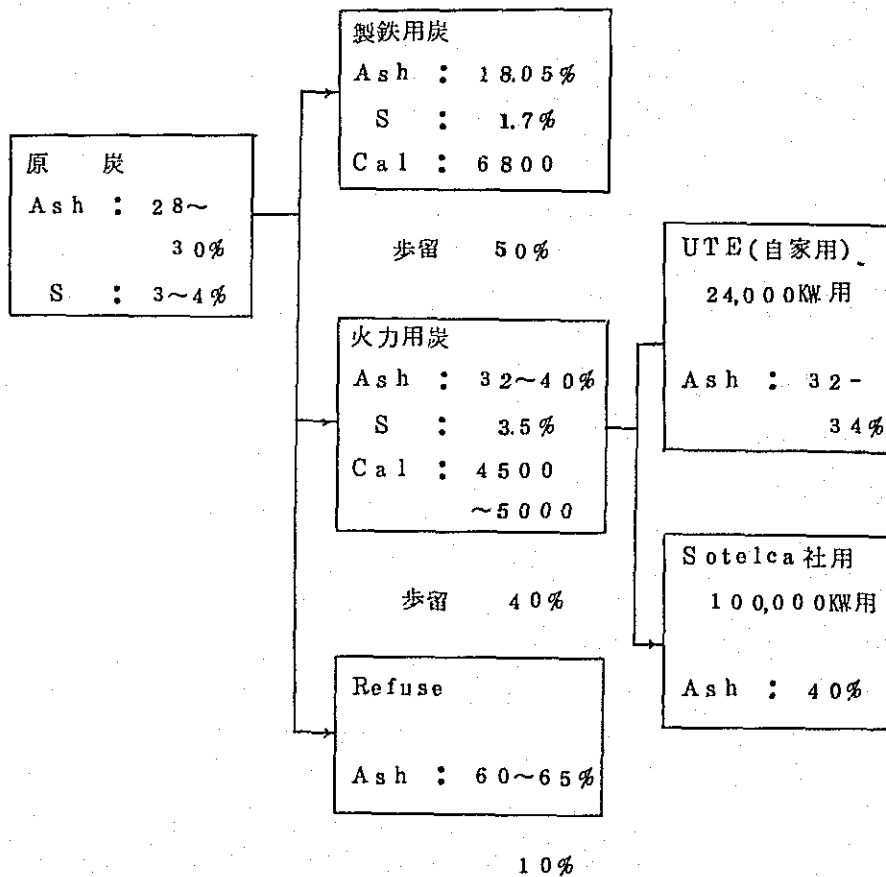 原 炭
Ash : 28～
30%
S : 3～4%
製鉄用炭
Ash : 18.05%
S : 1.7%
Cal : 6800
歩留 50%
火力用炭
Ash : 32～40%
S : 3.5%
Cal : 4500
～5000
歩留 40%
Refuse
Ash : 60～65%
10%
UTE(自家用)
24,000KW用
Ash : 32-
34%
Sotelca社用
100,000KW用
Ash : 40%